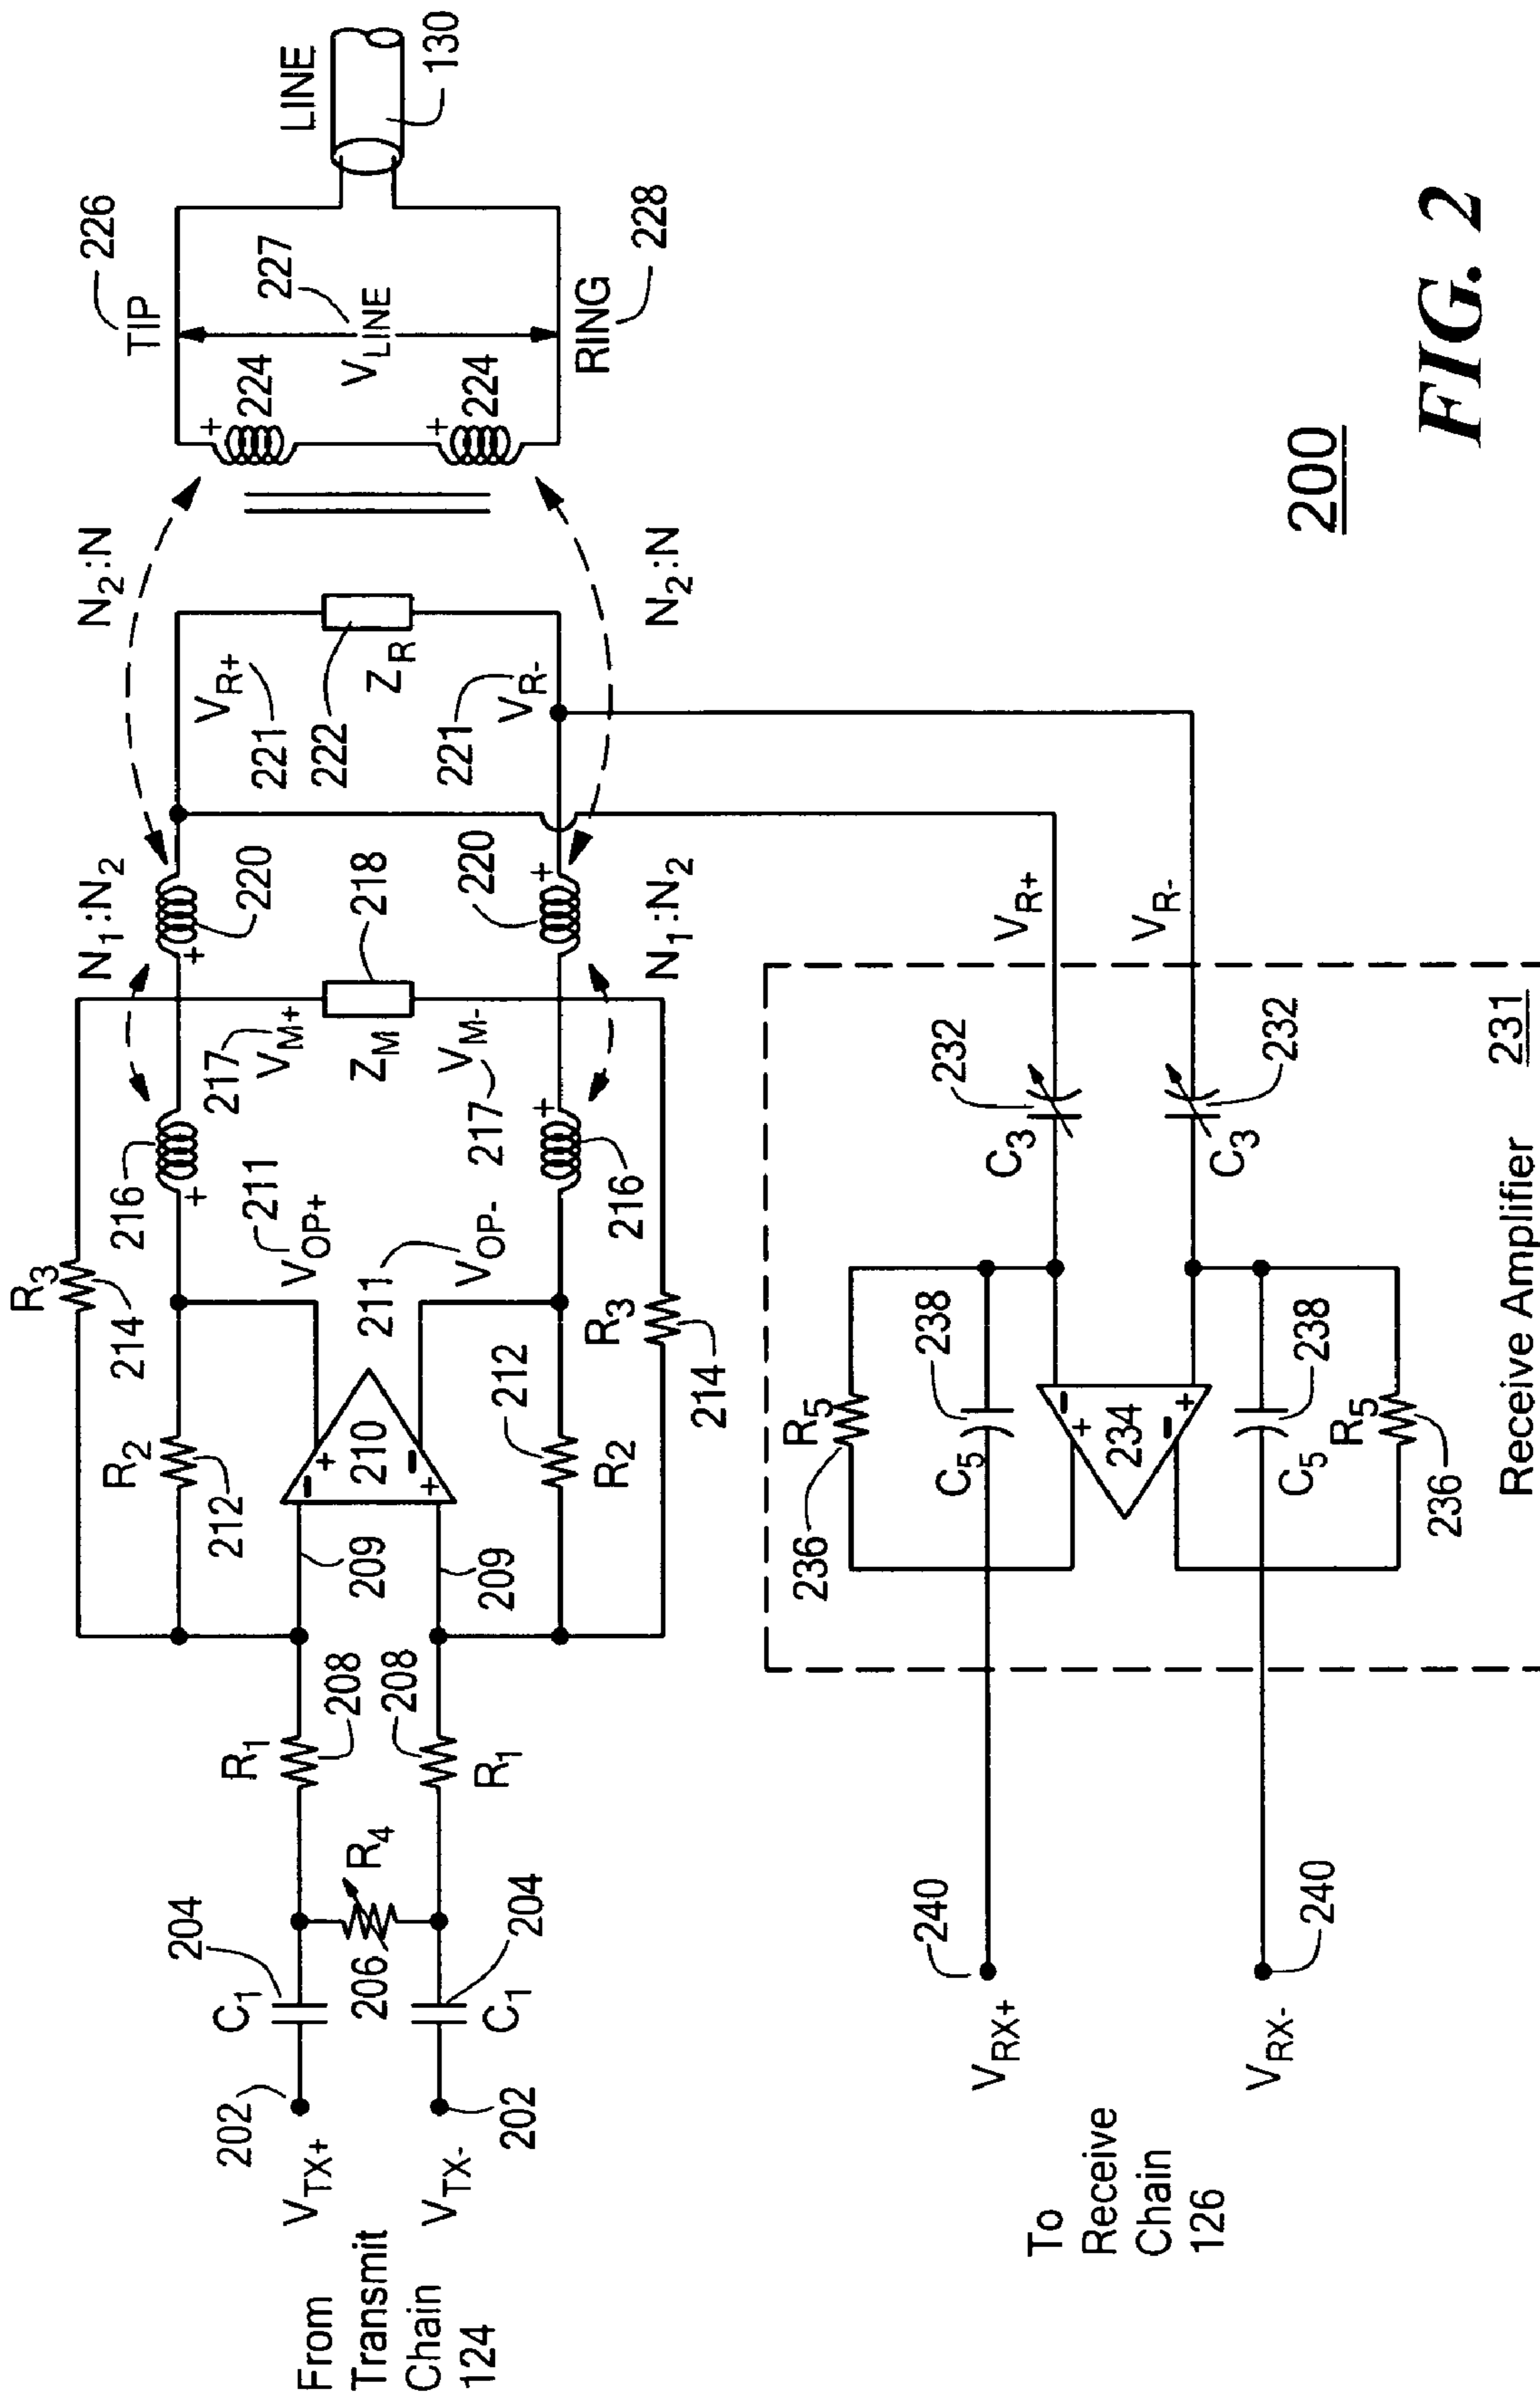 From
Transmit
Chain
124
VTX+
VTX-
202
202
C1
204
C1
204
206
R4
R1
208
R1
208
209
209
R2
212
R2
212
R3
214
R3
214
- + 210 - +
VOP+
211
VOP-
211
216
+
216
+
N1:N2
N1:N2
217
VM+
217
VM-
ZM
218
220
+
220
+
N2:N
N2:N
VR+
221
VR-
221
222
ZR
+
224
+
224
TIP
226
VLINE
227
RING
228
LINE
130
VR+
VR-
232
C3
232
C3
R5
236
C5
238
- + 234 - +
C5
238
R5
236
Receive Amplifier
231
240
240
VRX+
VRX-
To
Receive
Chain
126
200
FIG. 2